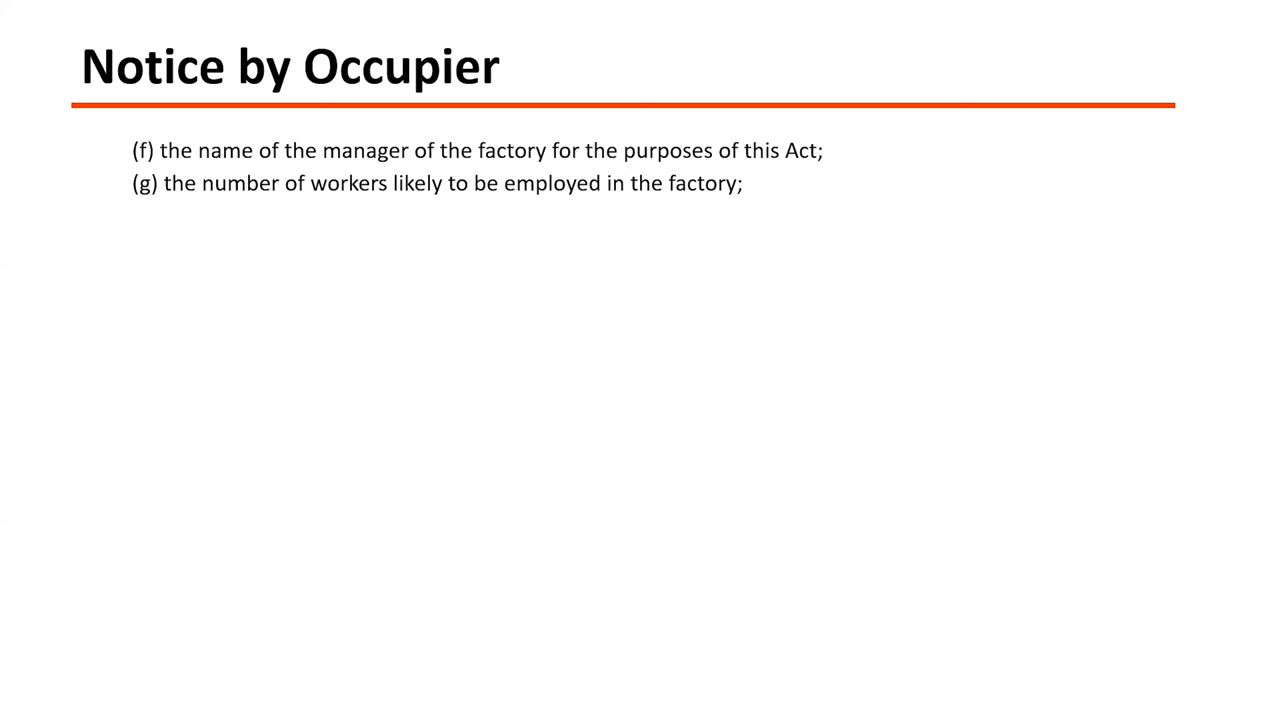 Notice by Occupier
(f) the name of the manager of the factory for the purposes of this Act;
(g) the number of workers likely to be employed in the factory;